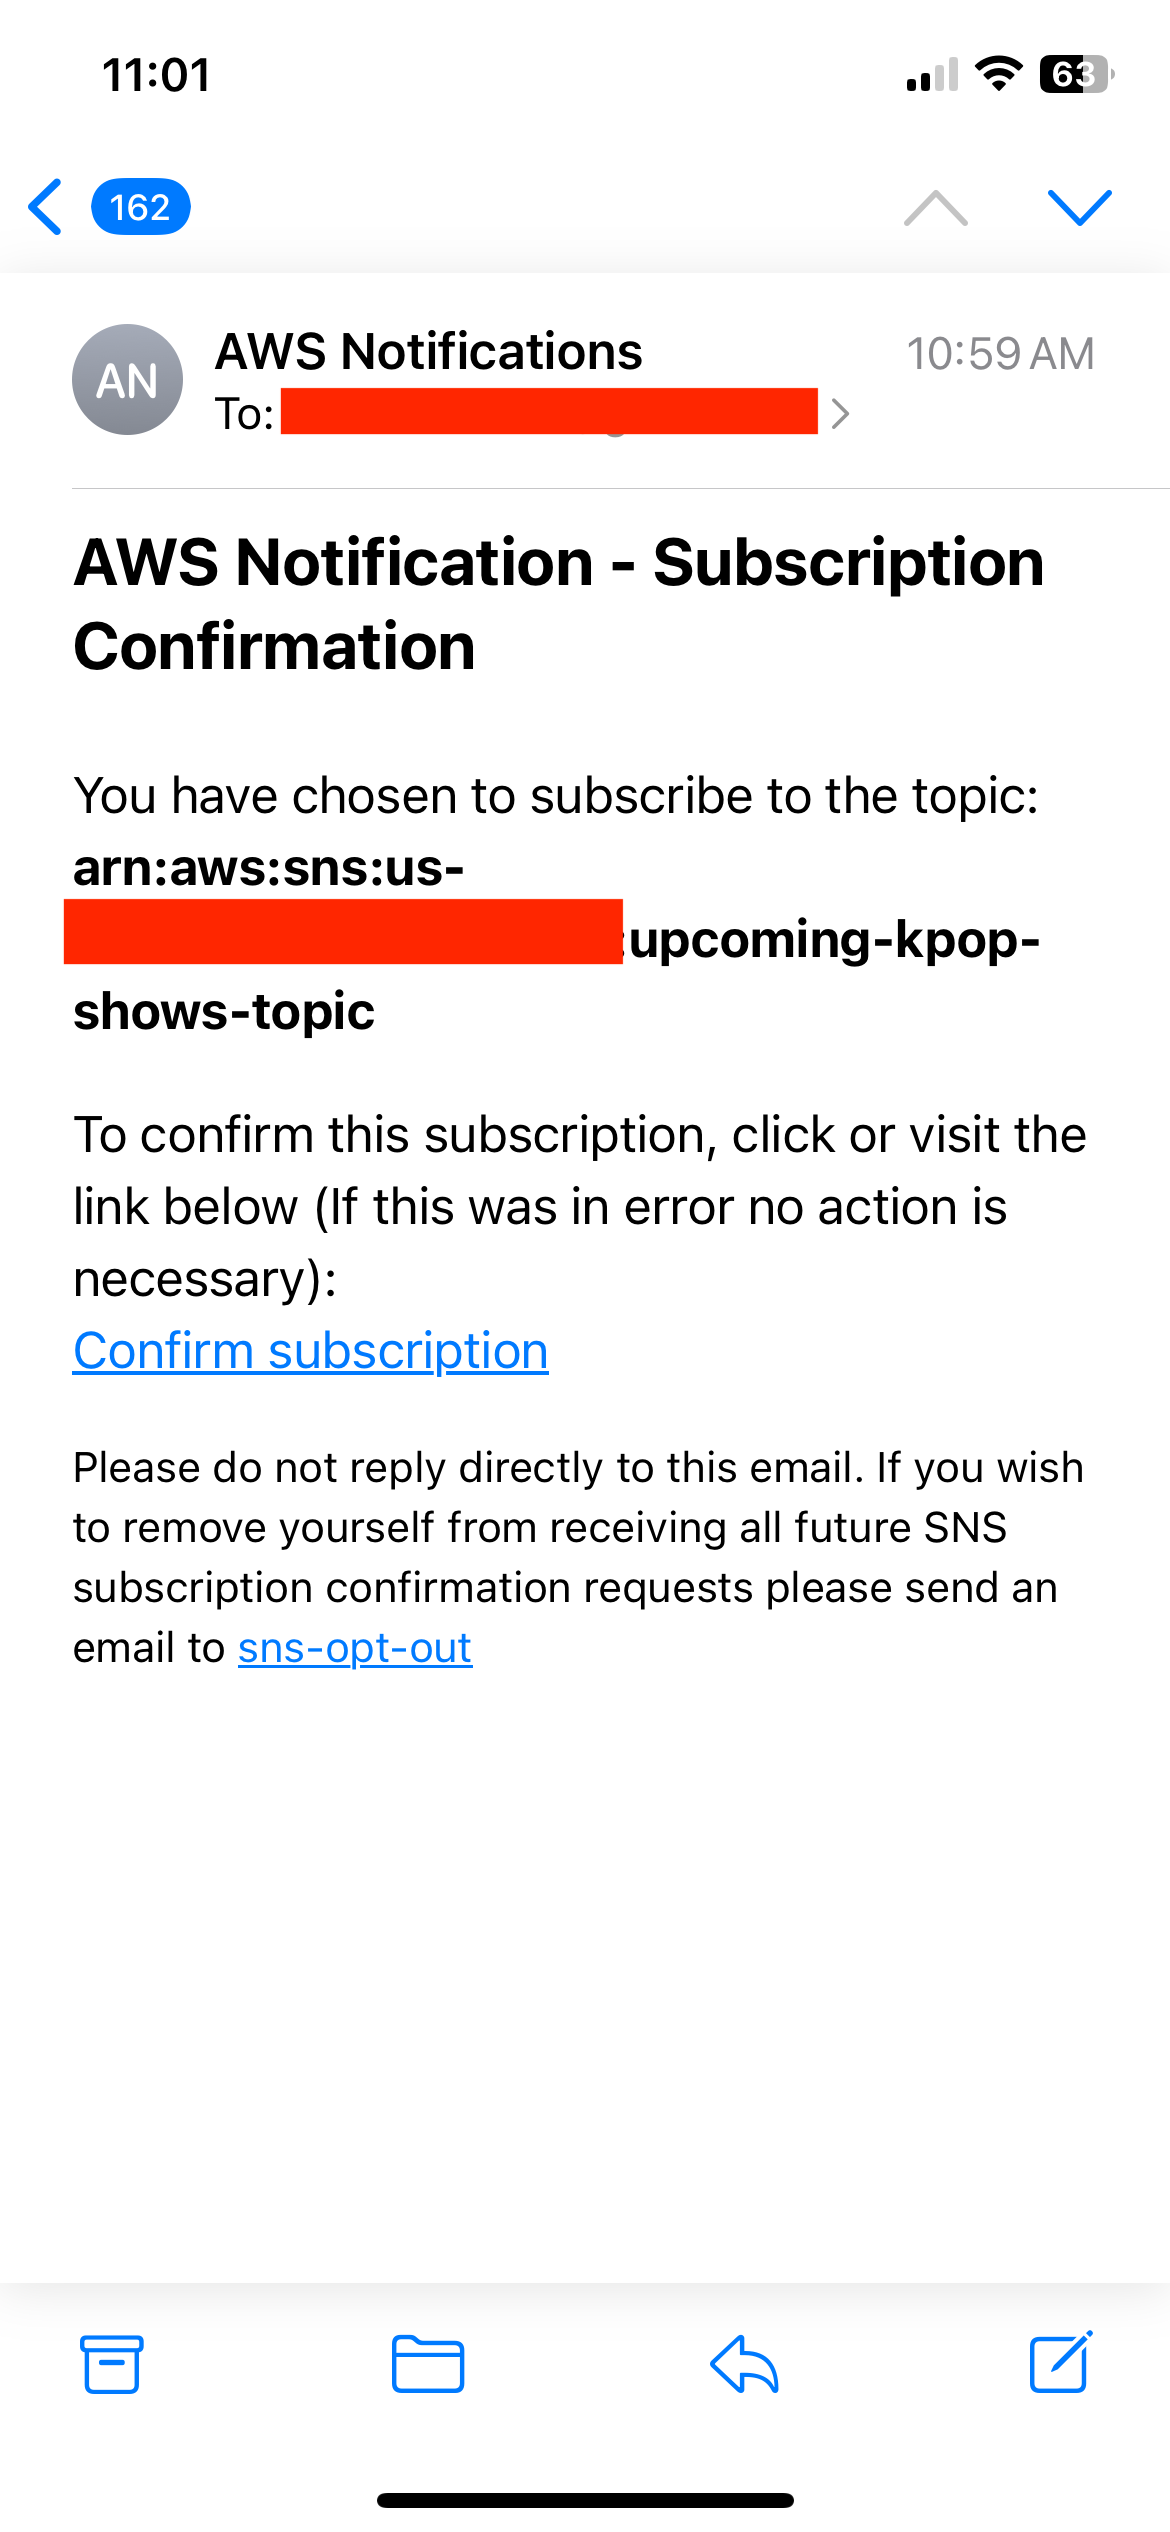 11:01
63
162
AN
AWS Notifications
10:59 AM
To:
AWS Notification - Subscription
Confirmation
You have chosen to subscribe to the topic:
arn:aws:sns:us-
:upcoming-kpop-
shows-topic
To confirm this subscription, click or visit the
link below (If this was in error no action is
necessary):
Confirm subscription
Please do not reply directly to this email. If you wish
to remove yourself from receiving all future SNS
subscription confirmation requests please send an
email to sns-opt-out